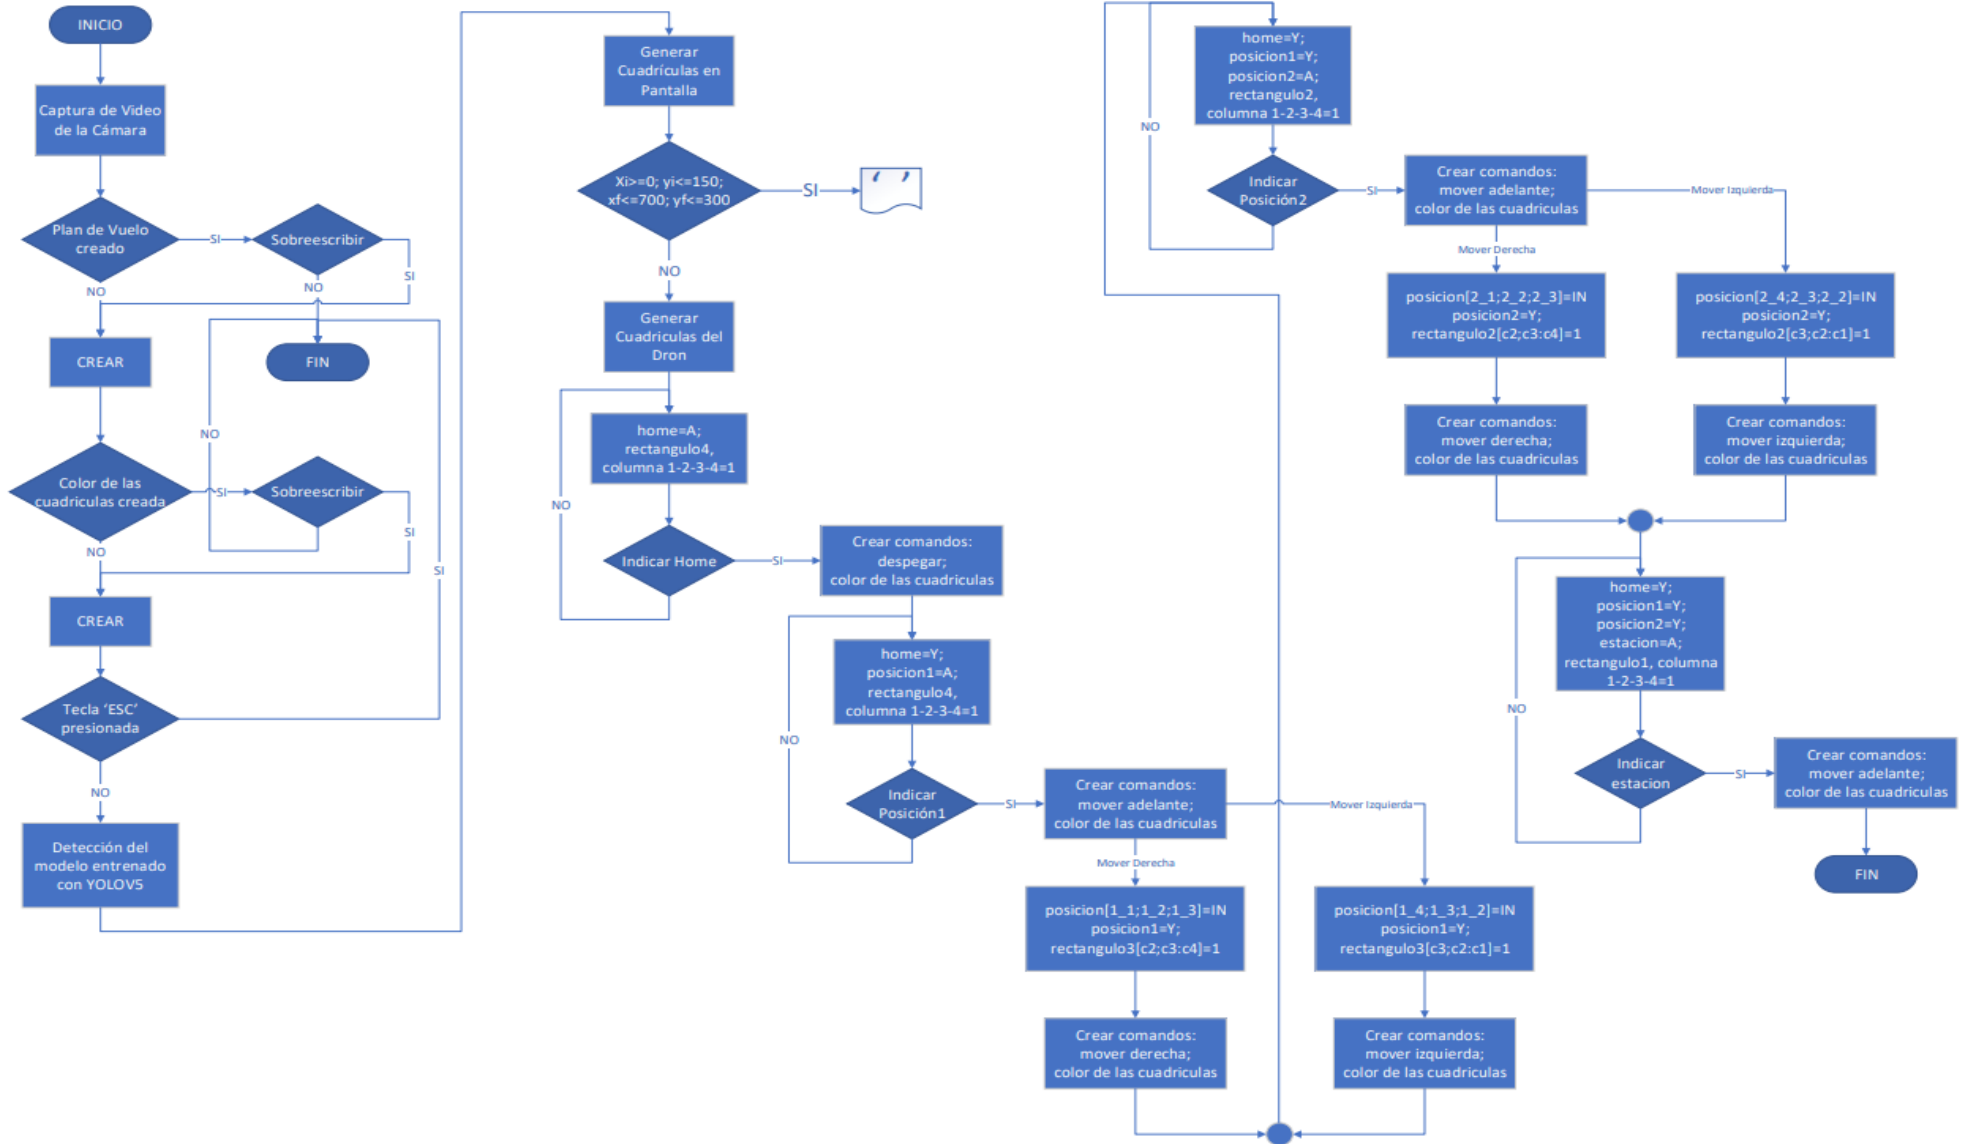 INICIO
Captura de Video
de la Cámara
Plan de Vuelo
creado
SI
Sobreescribir
SI
NO
NO
CREAR
FIN
NO
Color de las
cuadriculas creada
SI
Sobreescribir
SI
NO
CREAR
SI
Tecla ‘ESC’
presionada
NO
Detección del
modelo entrenado
con YOLOV5
Generar
Cuadrículas en
Pantalla
Xi>=0; yi<=150;
xf<=700; yf<=300
SI
‘ ’
NO
Generar
Cuadriculas del
Dron
home=A;
rectangulo4,
columna 1-2-3-4=1
NO
Indicar Home
SI
Crear comandos:
despegar;
color de las cuadriculas
home=Y;
posicion1=A;
rectangulo4,
columna 1-2-3-4=1
NO
Indicar
Posición1
SI
Crear comandos:
mover adelante;
color de las cuadriculas
Mover Izquierda
Mover Derecha
posicion[1_1;1_2;1_3]=IN
posicion1=Y;
rectangulo3[c2;c3:c4]=1
posicion[1_4;1_3;1_2]=IN
posicion1=Y;
rectangulo3[c3;c2:c1]=1
Crear comandos:
mover derecha;
color de las cuadriculas
Crear comandos:
mover izquierda;
color de las cuadriculas
home=Y;
posicion1=Y;
posicion2=A;
rectangulo2,
columna 1-2-3-4=1
NO
Indicar
Posición2
SI
Crear comandos:
mover adelante;
color de las cuadriculas
Mover Izquierda
Mover Derecha
posicion[2_1;2_2;2_3]=IN
posicion2=Y;
rectangulo2[c2;c3:c4]=1
posicion[2_4;2_3;2_2]=IN
posicion2=Y;
rectangulo2[c3;c2:c1]=1
Crear comandos:
mover derecha;
color de las cuadriculas
Crear comandos:
mover izquierda;
color de las cuadriculas
home=Y;
posicion1=Y;
posicion2=Y;
estacion=A;
rectangulo1, columna
1-2-3-4=1
NO
Indicar
estacion
SI
Crear comandos:
mover adelante;
color de las cuadriculas
FIN